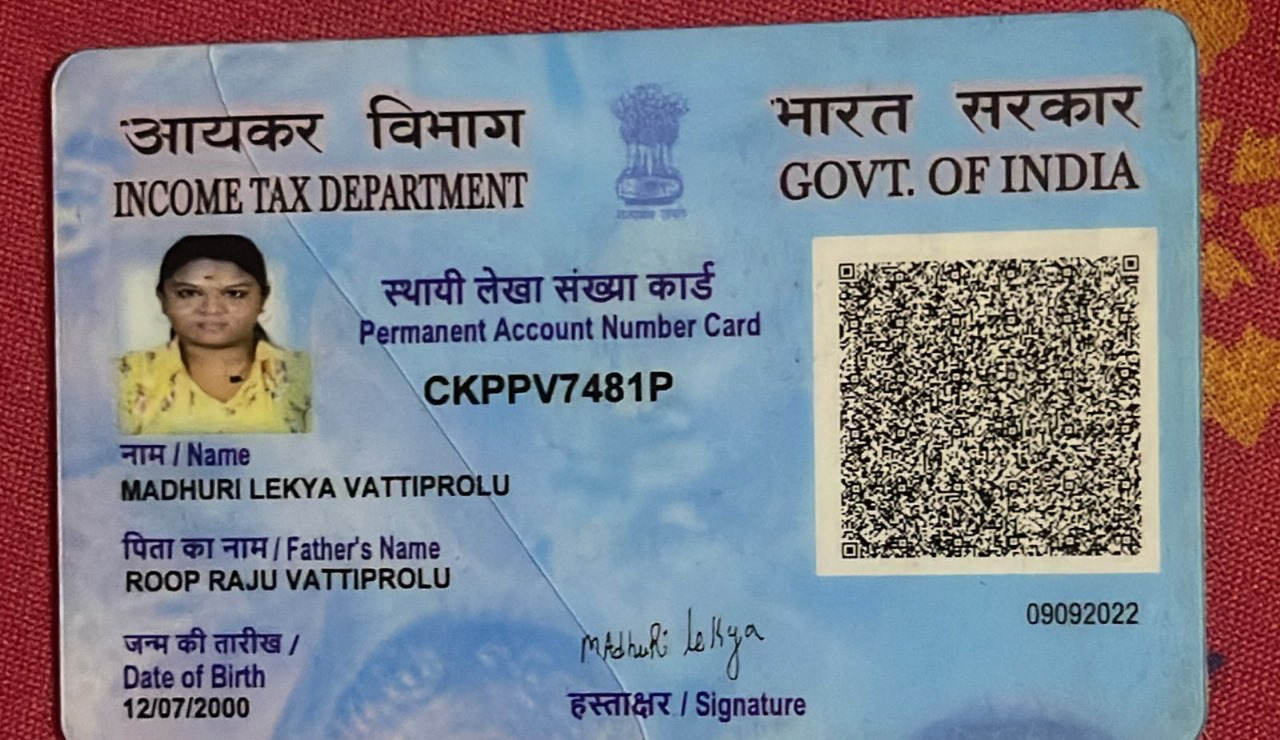 आयकर विभाग
INCOME TAX DEPARTMENT
भारत सरकार
GOVT. OF INDIA
स्थायी लेखा संख्या कार्ड
Permanent Account Number Card
CKPPV7481P
नाम / Name
MADHURI LEKYA VATTIPROLU
पिता का नाम / Father's Name
ROOP RAJU VATTIPROLU
जन्म की तारीख /
Date of Birth
12/07/2000
MAdhuRi lekya
हस्ताक्षर / Signature
09092022